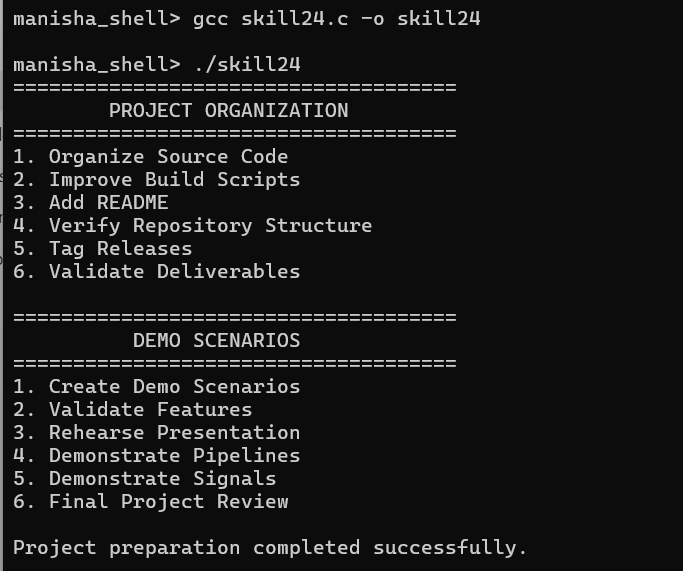 manisha_shell> gcc skill24.c -o skill24
manisha_shell> ./skill24
=====================================
PROJECT ORGANIZATION
=====================================
1. Organize Source Code
2. Improve Build Scripts
3. Add README
4. Verify Repository Structure
5. Tag Releases
6. Validate Deliverables
=====================================
DEMO SCENARIOS
=====================================
1. Create Demo Scenarios
2. Validate Features
3. Rehearse Presentation
4. Demonstrate Pipelines
5. Demonstrate Signals
6. Final Project Review
Project preparation completed successfully.